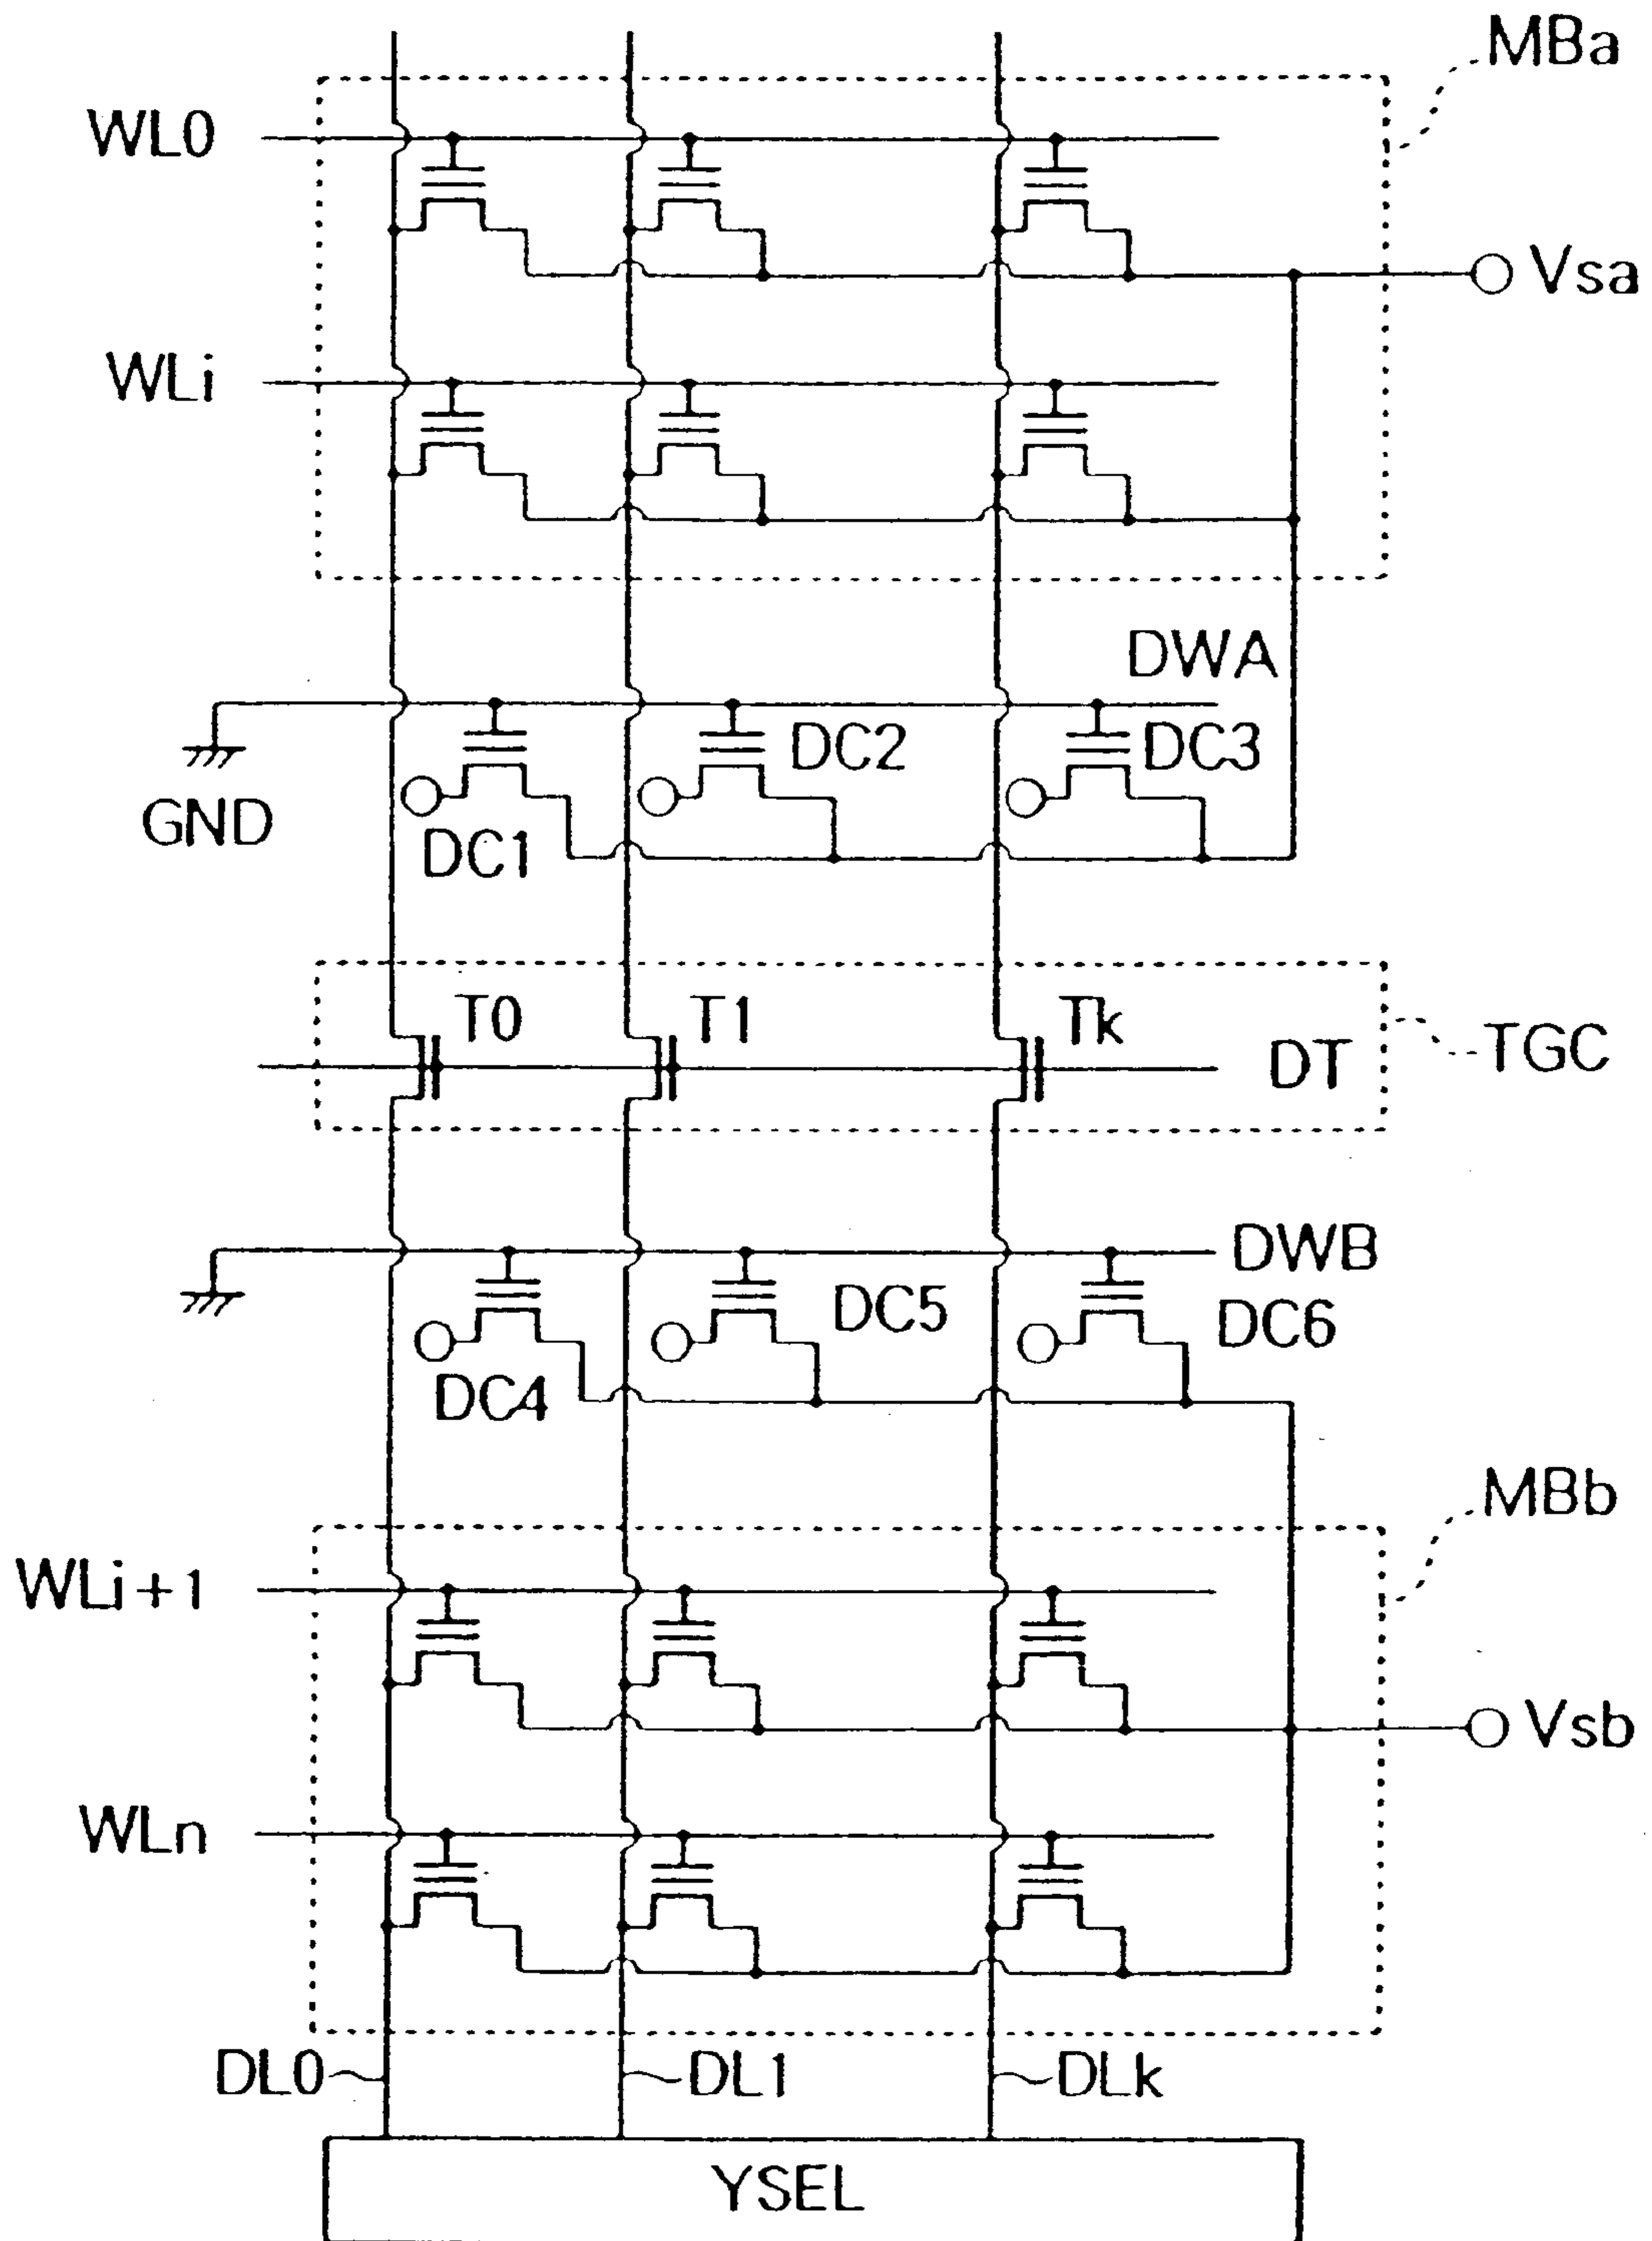 MBa
WL0
Vsa
WLi
DWA
DC2
DC3
GND
DC1
T0
T1
Tk
DT
TGC
DWB
DC5
DC6
DC4
MBb
WLi+1
Vsb
WLn
DL0
DL1
DLk
YSEL